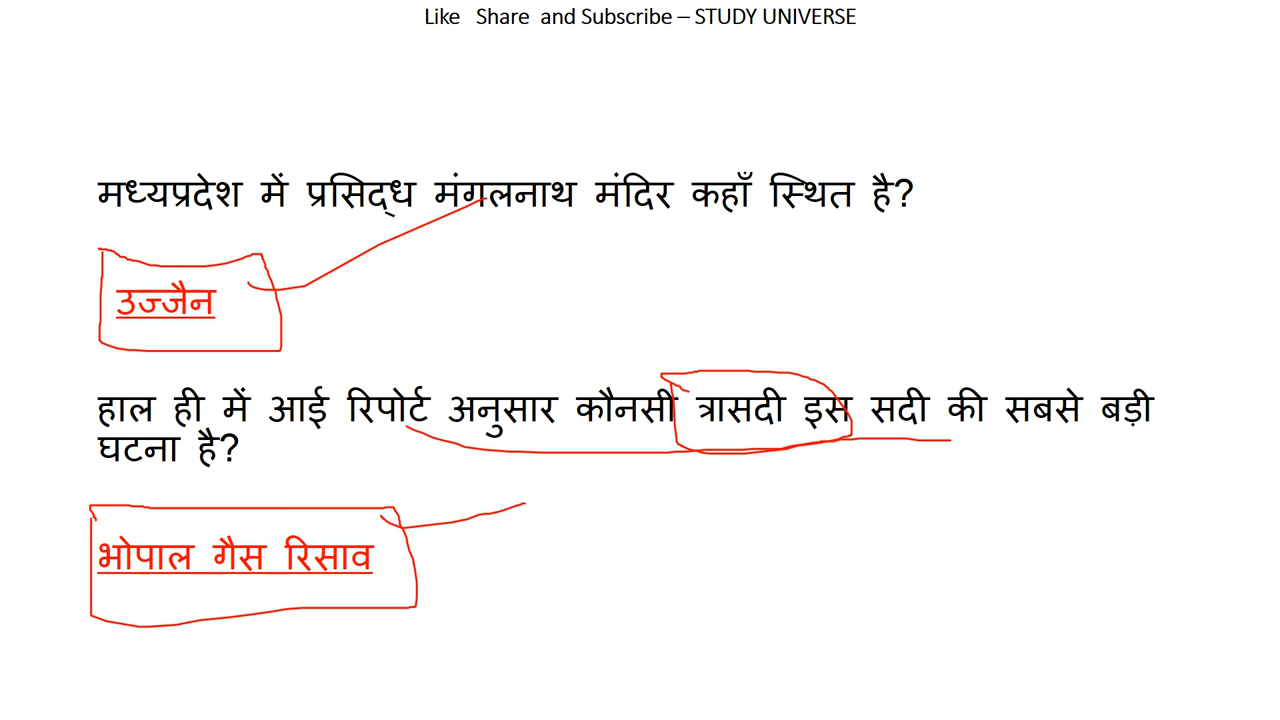 Like Share and Subscribe – STUDY UNIVERSE
मध्यप्रदेश में प्रसिद्ध मंगलनाथ मंदिर कहाँ स्थित है?
उज्जैन
हाल ही में आई रिपोर्ट अनुसार कौनसी त्रासदी इस सदी की सबसे बड़ी
घटना है?
भोपाल गैस रिसाव